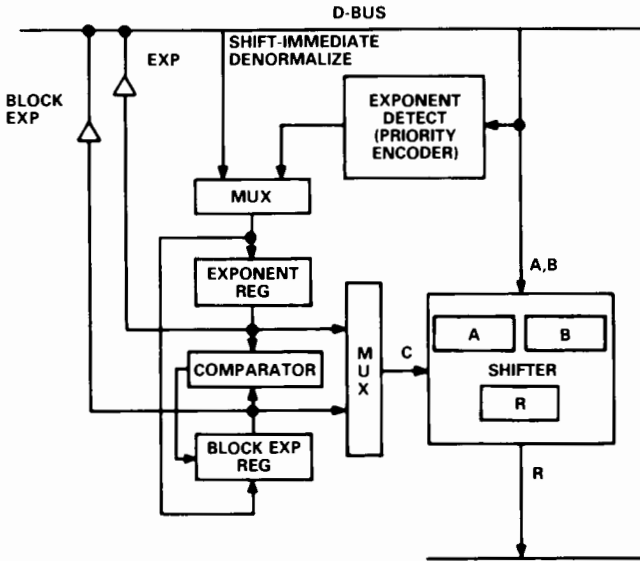 D-BUS
SHIFT-IMMEDIATE
DENORMALIZE
EXP
BLOCK
EXP
EXPONENT
DETECT
(PRIORITY
ENCODER)
MUX
A,B
EXPONENT
REG
MUX
C
A
B
SHIFTER
R
COMPARATOR
BLOCK EXP
REG
R